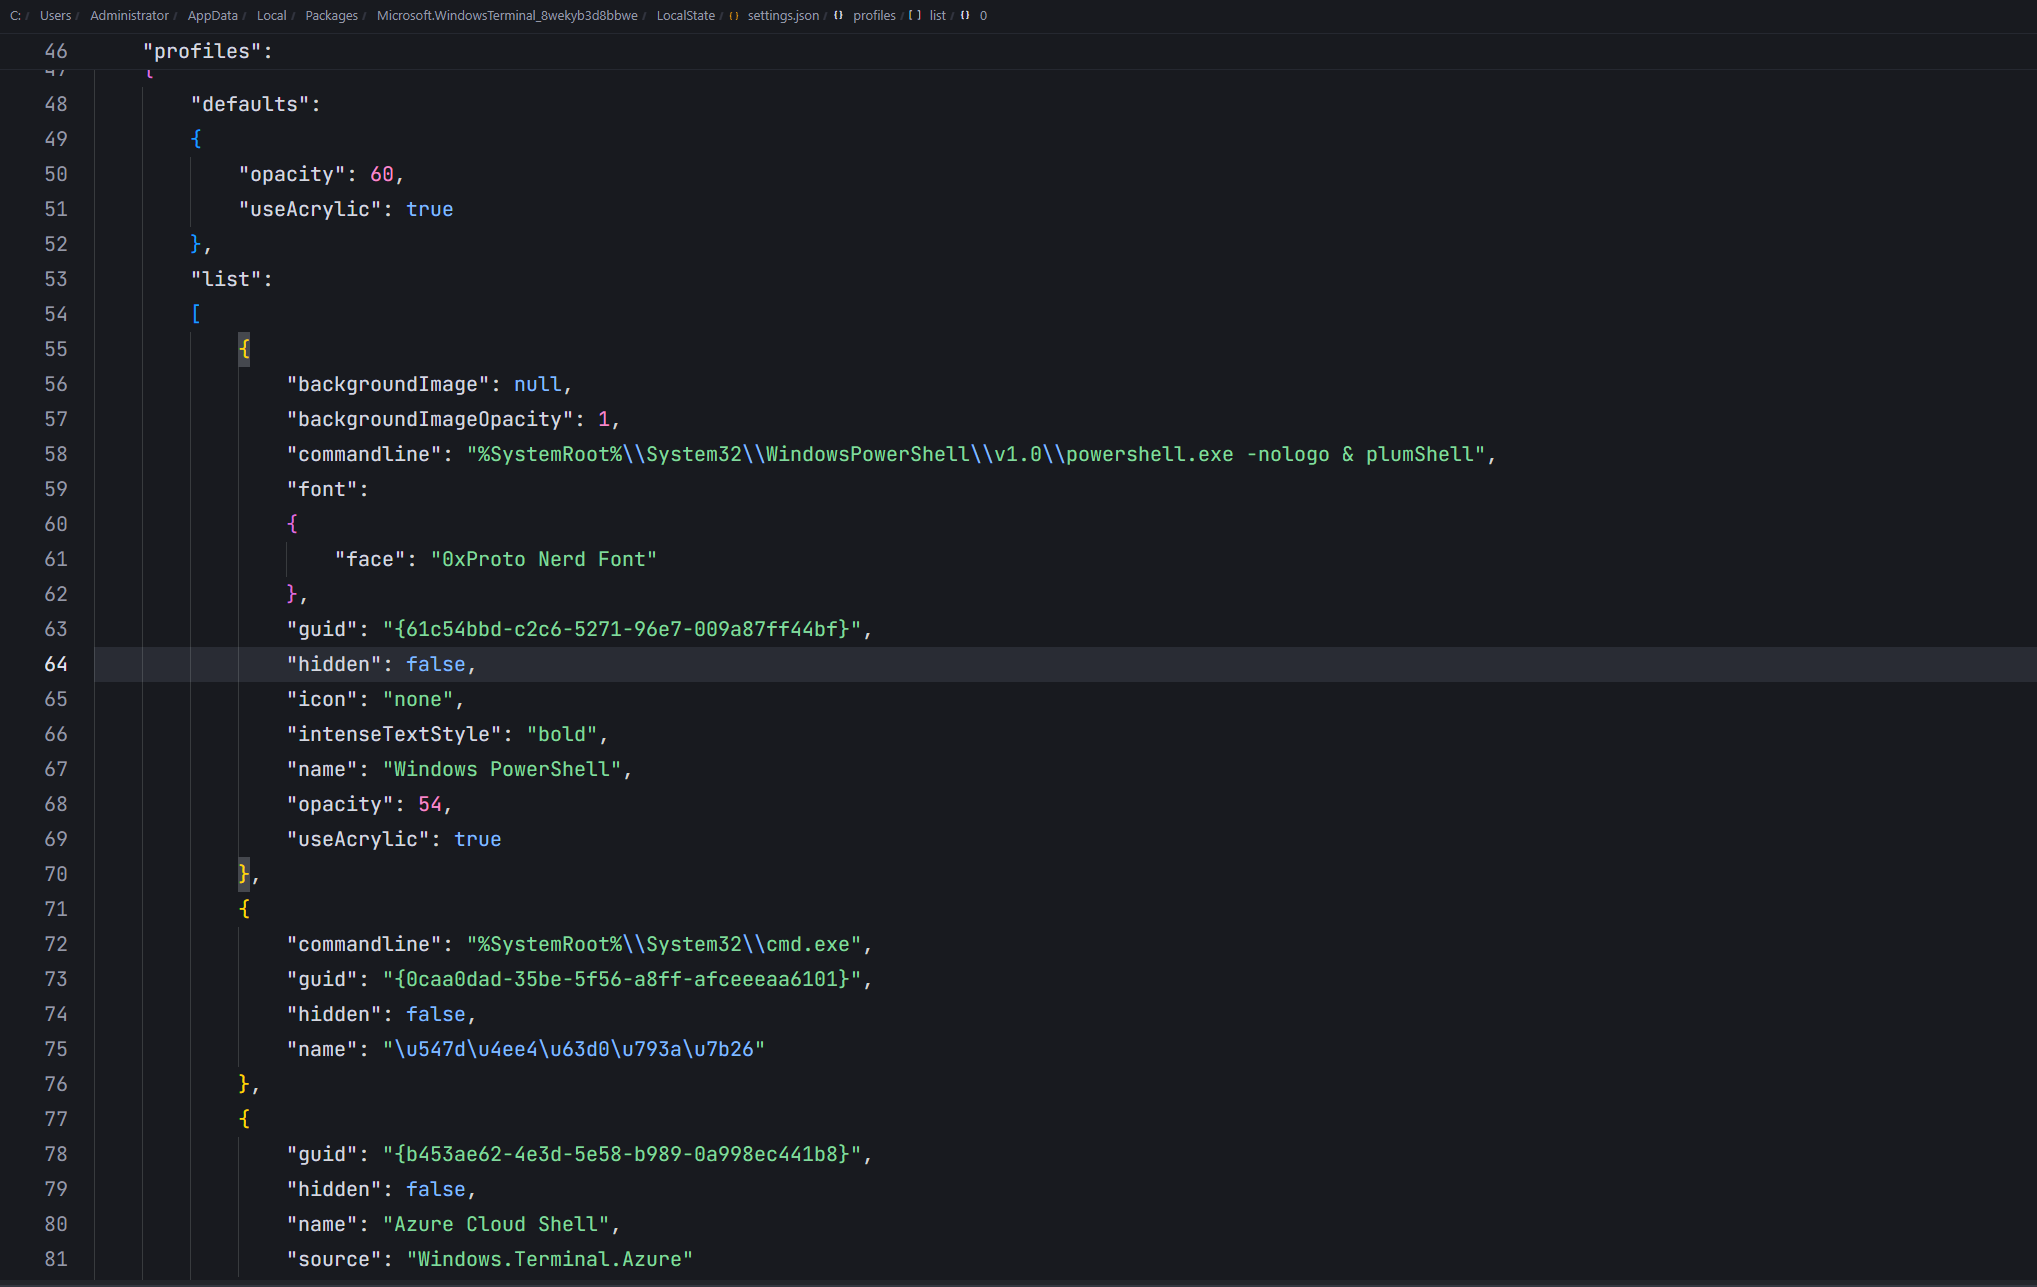 C: / Users / Administrator / AppData / Local / Packages / Microsoft.WindowsTerminal_8wekyb3d8bbwe / LocalState / {} settings.json / {} profiles / [ ] list / {} 0
46 "profiles":
47 {
48 "defaults":
49 {
50 "opacity": 60,
51 "useAcrylic": true
52 },
53 "list":
54 [
55 {
56 "backgroundImage": null,
57 "backgroundImageOpacity": 1,
58 "commandline": "%SystemRoot%\\System32\\WindowsPowerShell\\v1.0\\powershell.exe -nologo & plumShell",
59 "font":
60 {
61 "face": "0xProto Nerd Font"
62 },
63 "guid": "{61c54bbd-c2c6-5271-96e7-009a87ff44bf}",
64 "hidden": false,
65 "icon": "none",
66 "intenseTextStyle": "bold",
67 "name": "Windows PowerShell",
68 "opacity": 54,
69 "useAcrylic": true
70 },
71 {
72 "commandline": "%SystemRoot%\\System32\\cmd.exe",
73 "guid": "{0caa0dad-35be-5f56-a8ff-afceeeaa6101}",
74 "hidden": false,
75 "name": "\u547d\u4ee4\u63d0\u793a\u7b26"
76 },
77 {
78 "guid": "{b453ae62-4e3d-5e58-b989-0a998ec441b8}",
79 "hidden": false,
80 "name": "Azure Cloud Shell",
81 "source": "Windows.Terminal.Azure"